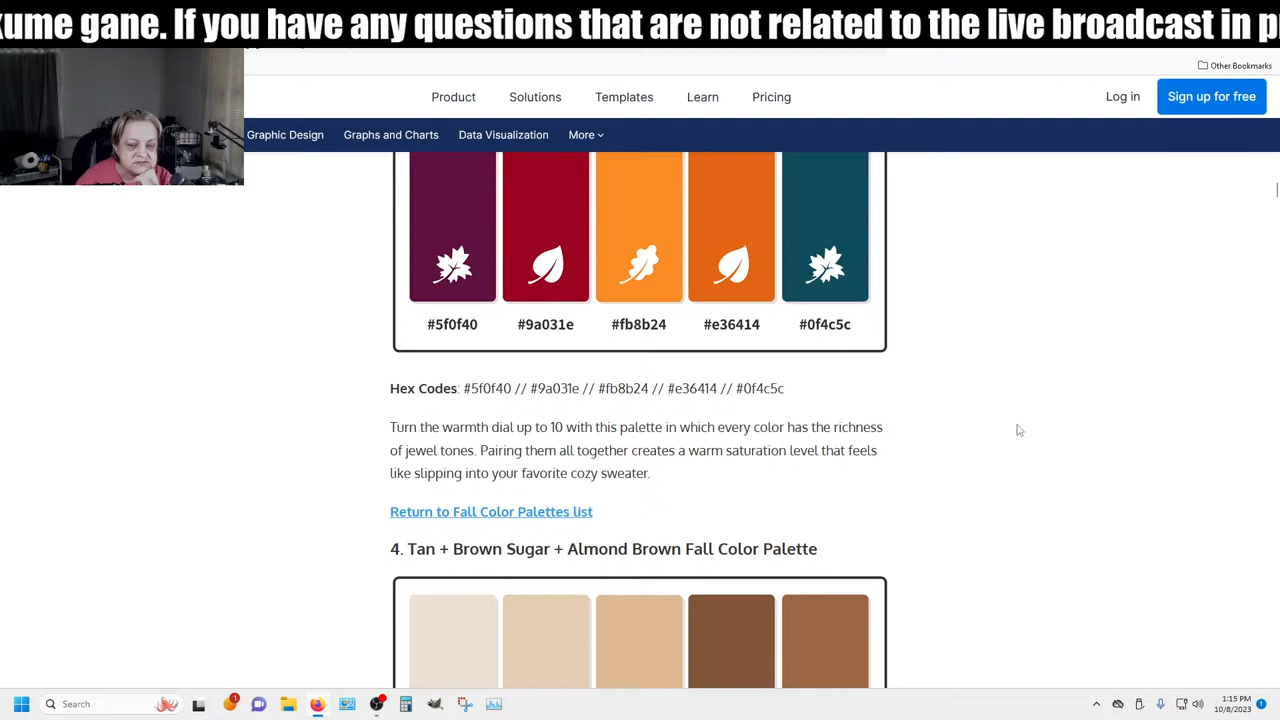 kume gane. If you have any questions that are not related to the live broadcast in p
Other Bookmarks
Product Solutions Templates Learn Pricing Log in Sign up for free
Graphic Design Graphs and Charts Data Visualization More
#5f0f40 #9a031e #fb8b24 #e36414 #0f4c5c
Hex Codes: #5f0f40 // #9a031e // #fb8b24 // #e36414 // #0f4c5c
Turn the warmth dial up to 10 with this palette in which every color has the richness
of jewel tones. Pairing them all together creates a warm saturation level that feels
like slipping into your favorite cozy sweater.
Return to Fall Color Palettes list
4. Tan + Brown Sugar + Almond Brown Fall Color Palette
Search
1
1:15 PM
10/8/2023
1